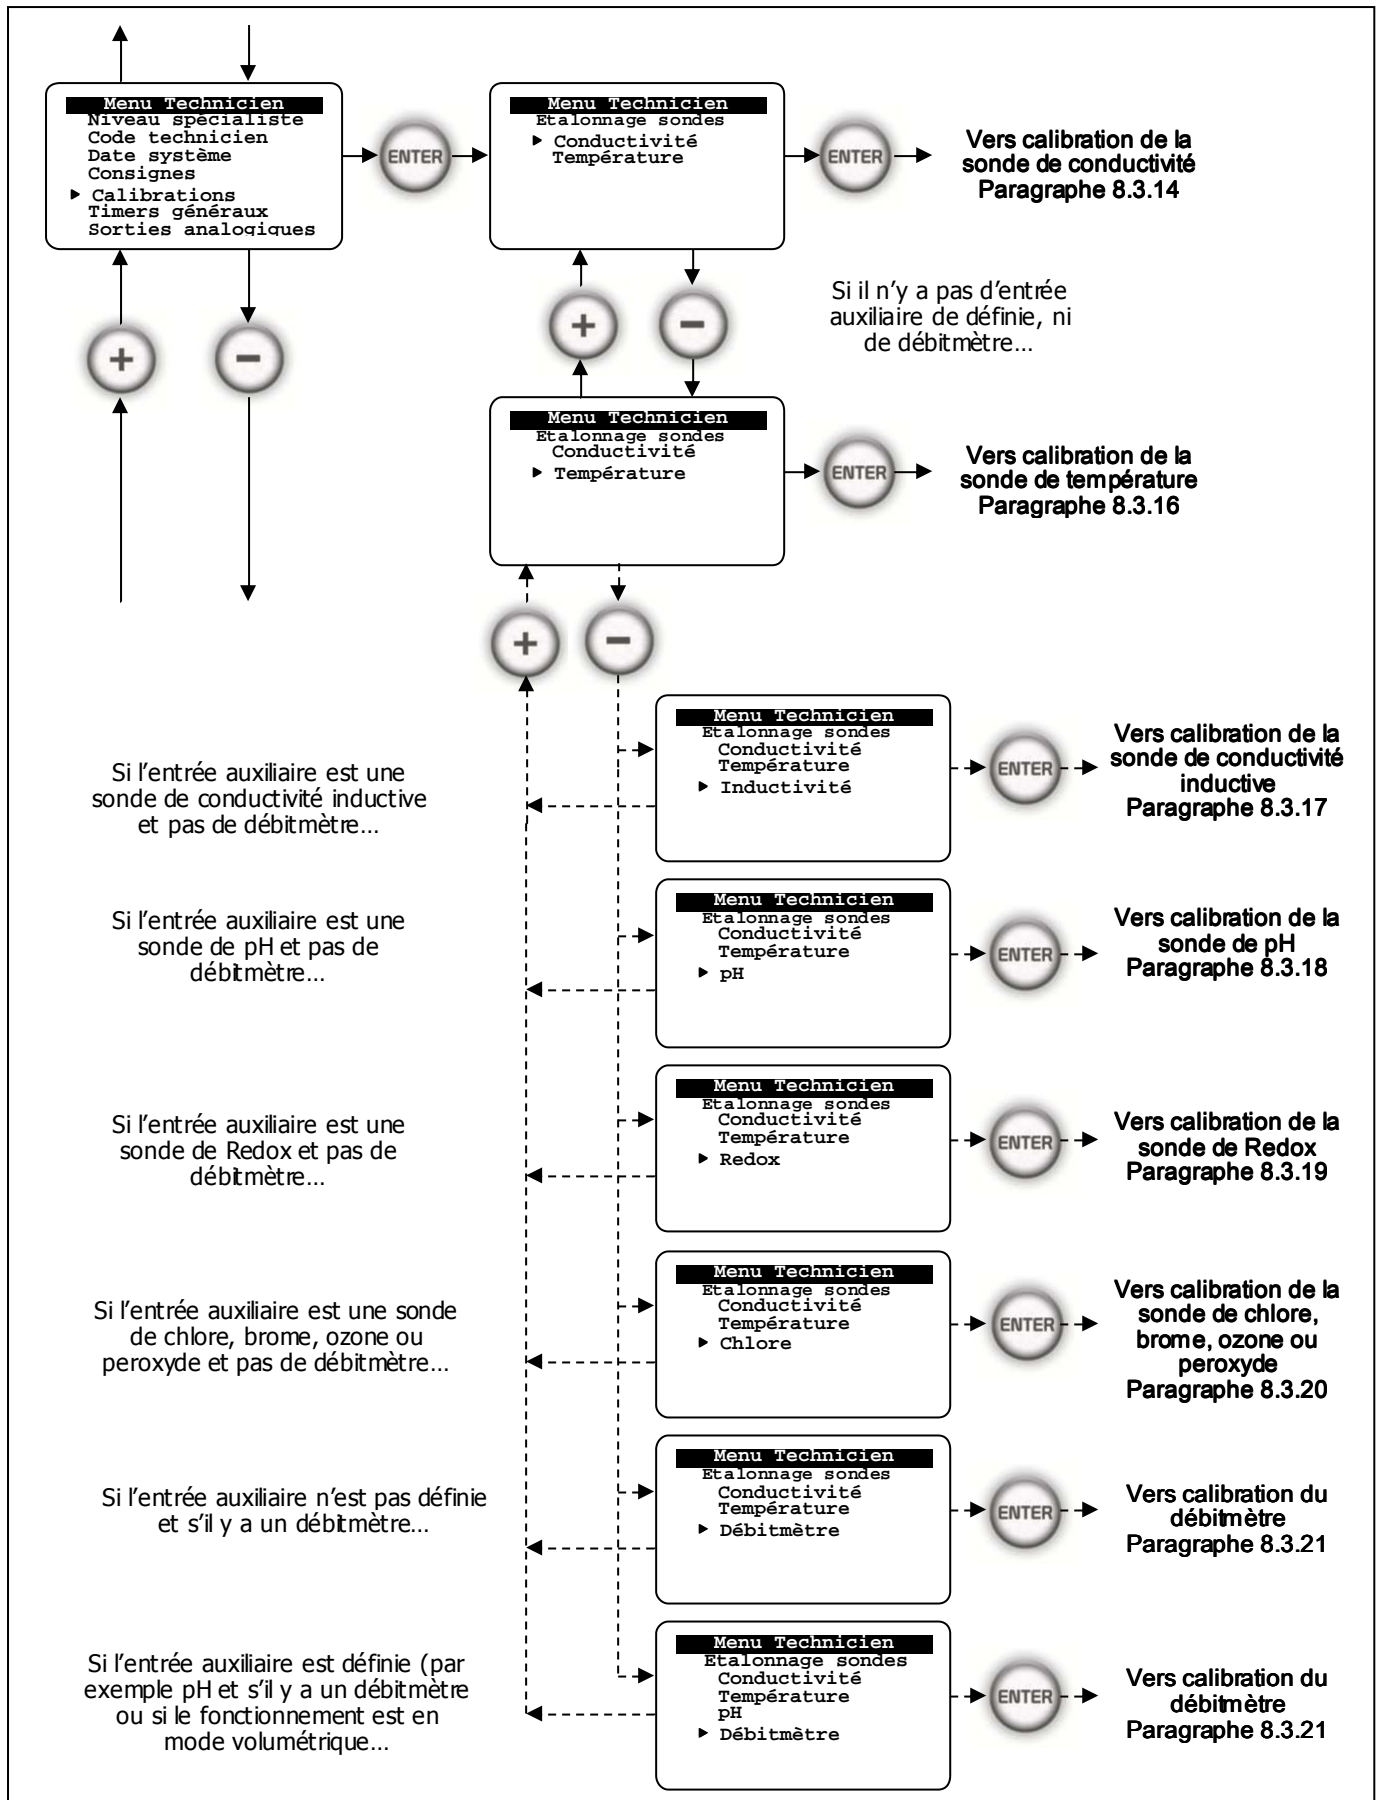 Menu Technicien
Niveau spécialiste
Code technicien
Date système
Consignes
▶ Calibrations
Timers généraux
Sorties analogiques
ENTER
Menu Technicien
Etalonnage sondes
▶ Conductivité
Température
ENTER
Vers calibration de la
sonde de conductivité
Paragraphe 8.3.14
+
−
+
−
Si il n'y a pas d'entrée
auxiliaire de définie, ni
de débitmètre...
Menu Technicien
Etalonnage sondes
Conductivité
▶ Température
ENTER
Vers calibration de la
sonde de température
Paragraphe 8.3.16
+
−
Si l'entrée auxiliaire est une
sonde de conductivité inductive
et pas de débitmètre...
Menu Technicien
Etalonnage sondes
Conductivité
Température
▶ Inductivité
ENTER
Vers calibration de la
sonde de conductivité
inductive
Paragraphe 8.3.17
Si l'entrée auxiliaire est une
sonde de pH et pas de
débitmètre...
Menu Technicien
Etalonnage sondes
Conductivité
Température
▶ pH
ENTER
Vers calibration de la
sonde de pH
Paragraphe 8.3.18
Si l'entrée auxiliaire est une
sonde de Redox et pas de
débitmètre...
Menu Technicien
Etalonnage sondes
Conductivité
Température
▶ Redox
ENTER
Vers calibration de la
sonde de Redox
Paragraphe 8.3.19
Si l'entrée auxiliaire est une sonde
de chlore, brome, ozone ou
peroxyde et pas de débitmètre...
Menu Technicien
Etalonnage sondes
Conductivité
Température
▶ Chlore
ENTER
Vers calibration de la
sonde de chlore,
brome, ozone ou
peroxyde
Paragraphe 8.3.20
Si l'entrée auxiliaire n'est pas définie
et s'il y a un débitmètre...
Menu Technicien
Etalonnage sondes
Conductivité
Température
▶ Débitmètre
ENTER
Vers calibration du
débitmètre
Paragraphe 8.3.21
Si l'entrée auxiliaire est définie (par
exemple pH et s'il y a un débitmètre
ou si le fonctionnement est en
mode volumétrique...
Menu Technicien
Etalonnage sondes
Conductivité
Température
pH
▶ Débitmètre
ENTER
Vers calibration du
débitmètre
Paragraphe 8.3.21